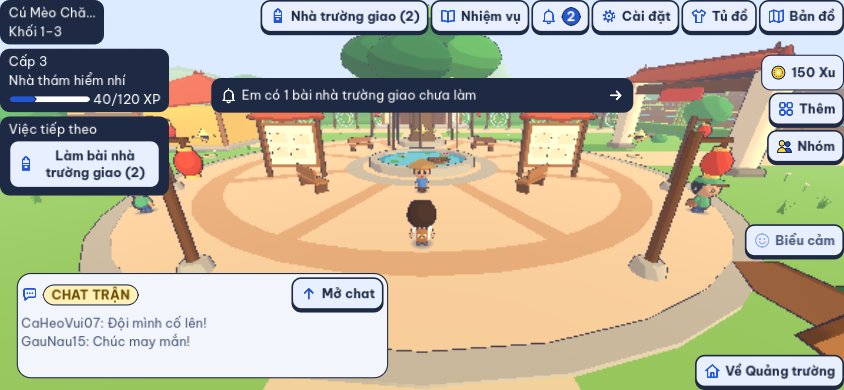 Cú Mèo Chă...
Khối 1-3
Nhà trường giao (2)
Nhiệm vụ
2
Cài đặt
Tủ đồ
Bản đồ
Cấp 3
Nhà thám hiểm nhí
40/120 XP
Em có 1 bài nhà trường giao chưa làm
150 Xu
Thêm
Nhóm
Việc tiếp theo
Làm bài nhà
trường giao (2)
Biểu cảm
CHAT TRẬN
Mở chat
CaHeoVui07: Đội mình cố lên!
GauNau15: Chúc may mắn!
Về Quảng trường